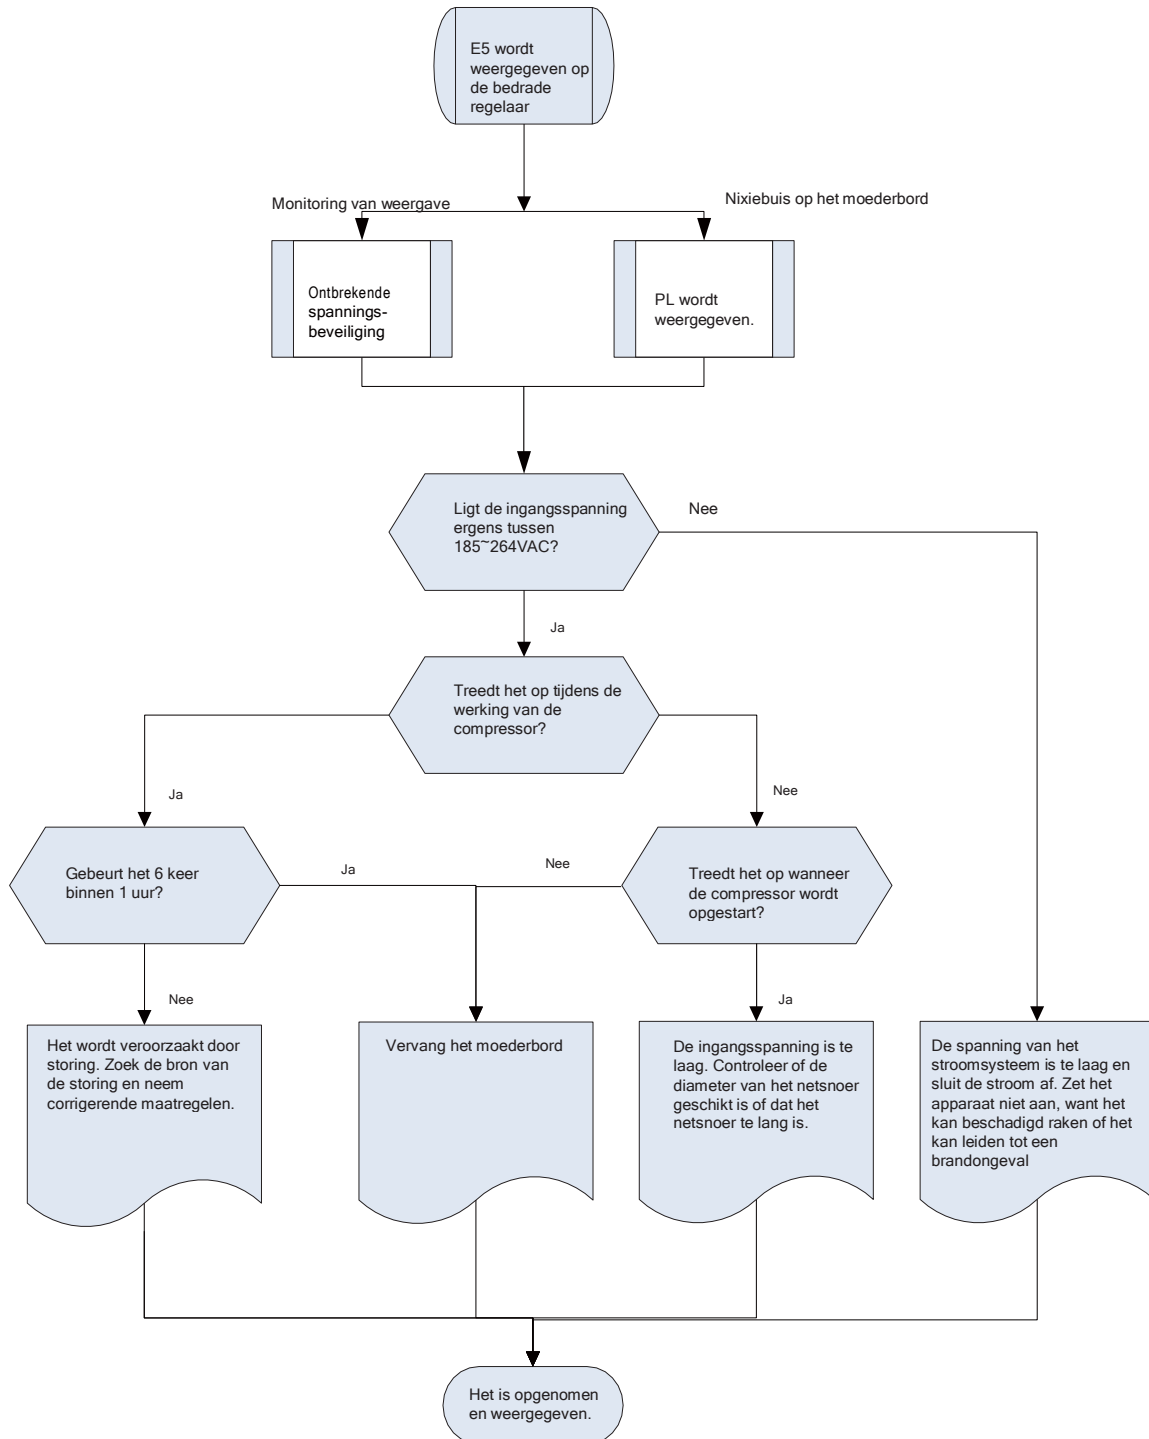 E5 wordt
weergegeven op
de bedrade
regelaar
Monitoring van weergave
Nixiebuis op het moederbord
Ontbrekende
spannings-
beveiliging
PL wordt
weergegeven.
Ligt de ingangsspanning
ergens tussen
185~264VAC?
Nee
Ja
Treedt het op tijdens de
werking van de
compressor?
Ja
Nee
Gebeurt het 6 keer
binnen 1 uur?
Ja
Nee
Treedt het op wanneer
de compressor wordt
opgestart?
Nee
Ja
Het wordt veroorzaakt door
storing. Zoek de bron van
de storing en neem
corrigerende maatregelen.
Vervang het moederbord
De ingangsspanning is te
laag. Controleer of de
diameter van het netsnoer
geschikt is of dat het
netsnoer te lang is.
De spanning van het
stroomsysteem is te laag en
sluit de stroom af. Zet het
apparaat niet aan, want het
kan beschadigd raken of het
kan leiden tot een
brandongeval
Het is opgenomen
en weergegeven.